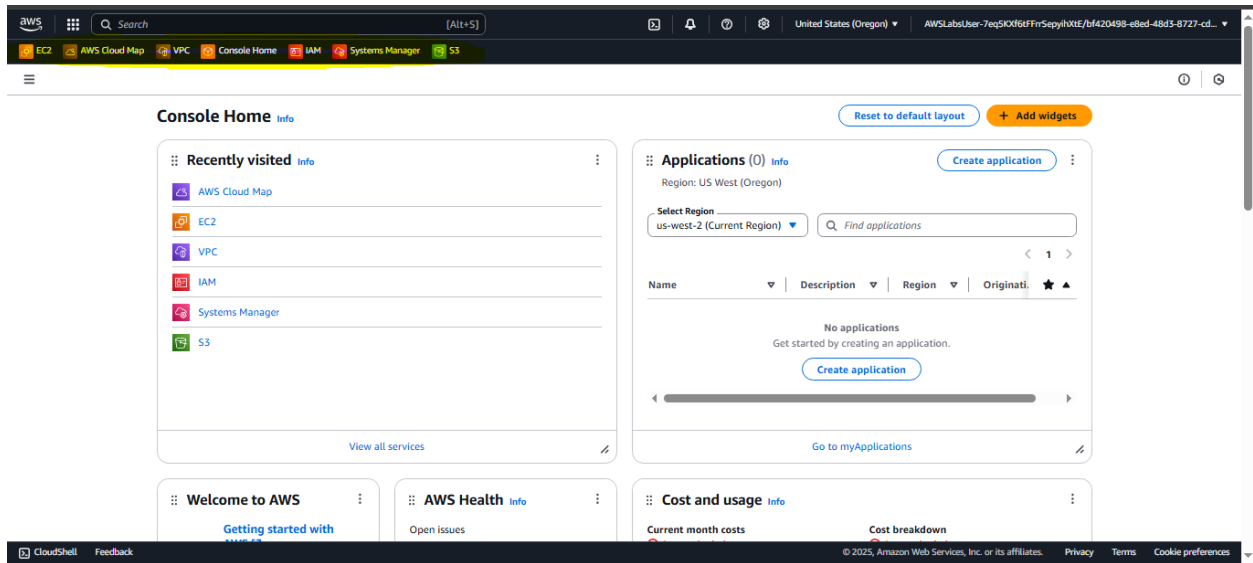 aws Search [Alt+S] United States (Oregon) ▼ AWSLabsUser-7eq5KXf6tFFrrSepyihXtE/bf420498-e8ed-48d3-8727-cd... ▼
EC2 AWS Cloud Map VPC Console Home IAM Systems Manager S3
Console Home Info
Reset to default layout
+ Add widgets
Recently visited Info
AWS Cloud Map
EC2
VPC
IAM
Systems Manager
S3
View all services
Applications (0) Info
Create application
Region: US West (Oregon)
Select Region
us-west-2 (Current Region) ▼
Find applications
1
Name Description Region Originati.
No applications
Get started by creating an application.
Create application
Go to myApplications
Welcome to AWS
Getting started with
AWS Health Info
Open issues
Cost and usage Info
Current month costs Cost breakdown
CloudShell Feedback © 2025, Amazon Web Services, Inc. or its affiliates. Privacy Terms Cookie preferences